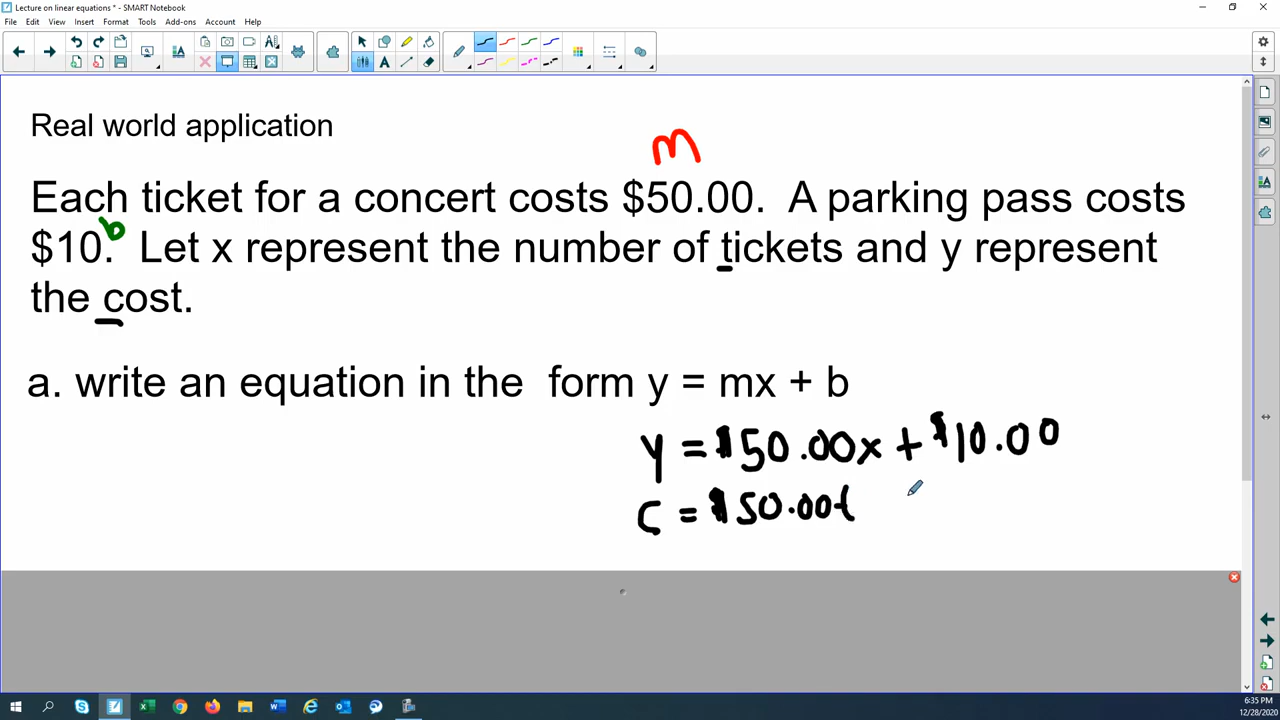 Lecture on linear equations * - SMART Notebook
File Edit View Insert Format Tools Add-ons Account Help
Real world application
m
Each ticket for a concert costs $50.00. A parking pass costs
b
$10. Let x represent the number of tickets and y represent
the cost.
a. write an equation in the form y = mx + b
y = $50.00x + $10.00
c = $50.00t
6:35 PM
12/28/2020